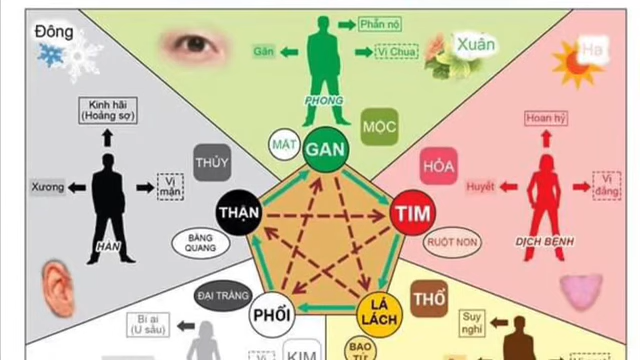 Đông
Phẫn nộ
Gân
Vị Chua
Xuân
Hạ
PHONG
Kinh hãi
(Hoảng sợ)
MỘC
Hoan hỷ
MẬT
GAN
THỦY
HỎA
Xương
Vị
mặn
Huyết
Vị
đắng
THẬN
TIM
HÀN
BÀNG
QUANG
RUỘT NON
DỊCH BỆNH
ĐẠI TRÀNG
PHỔI
LÁ
LÁCH
THỔ
Bi ai
(U sầu)
Suy
nghĩ
BAO
TỬ
Vị
KIM